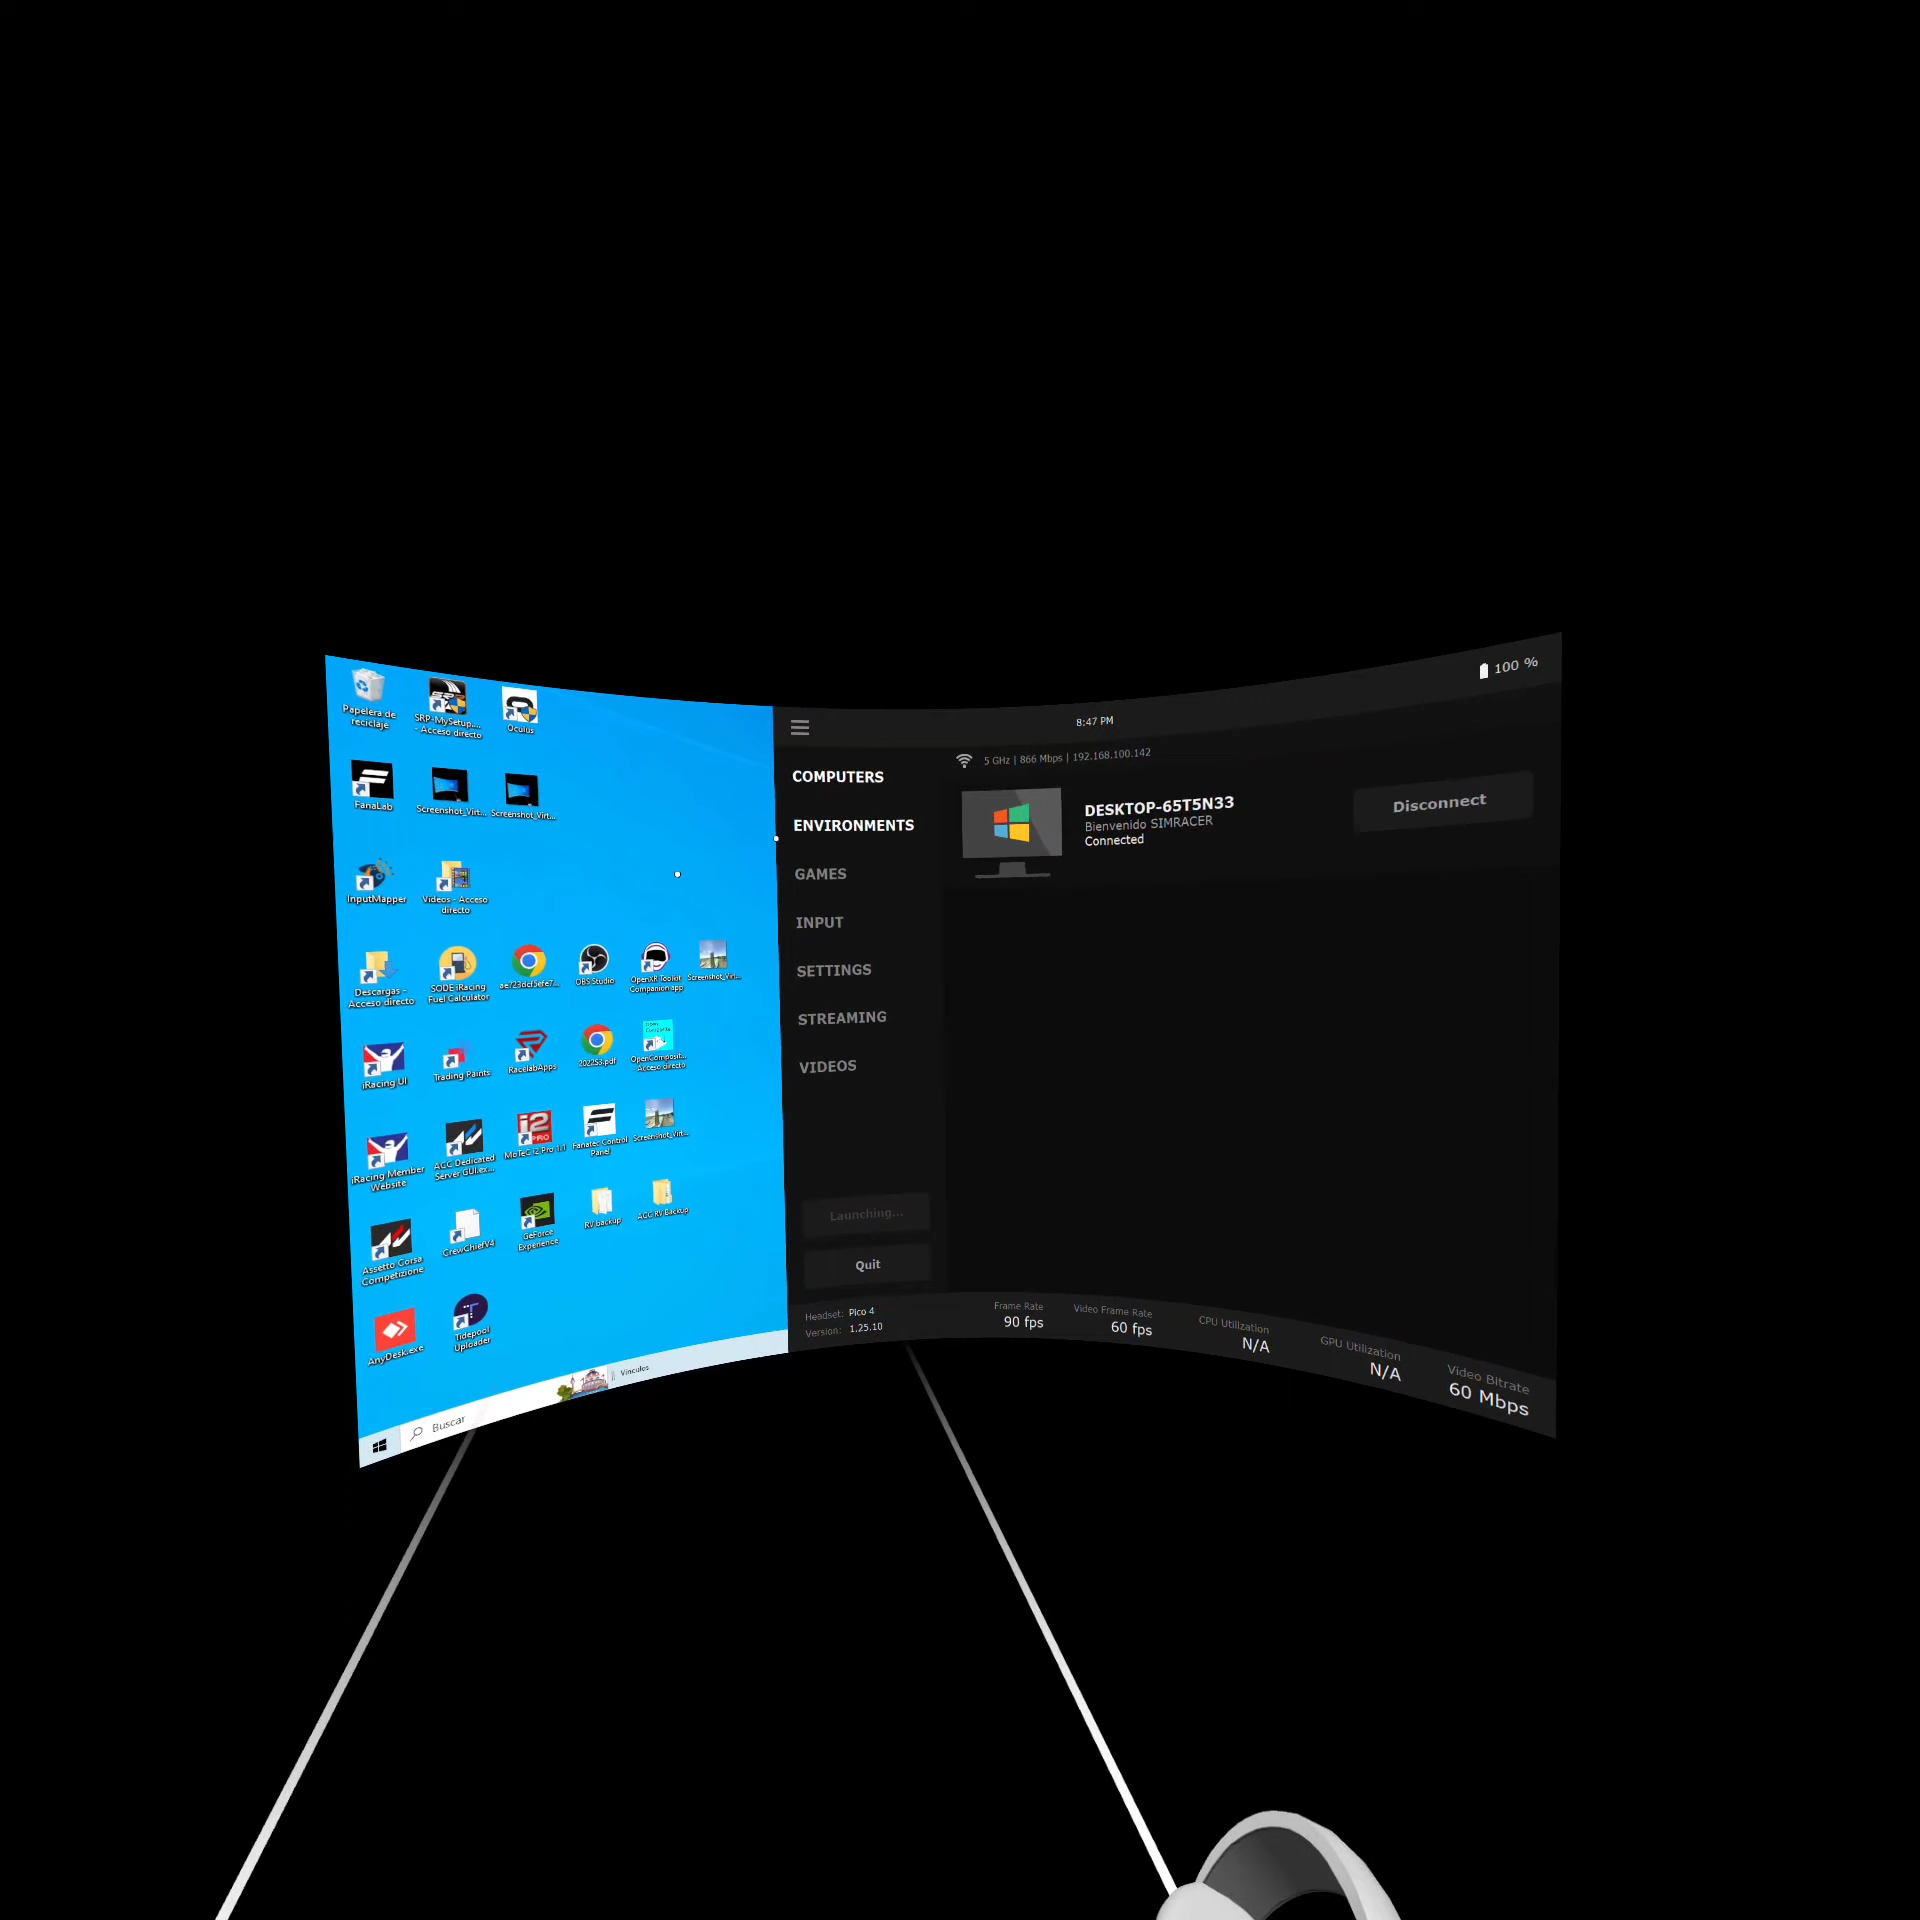 Papelera de
reciclaje
SRP-MySetup....
- Acceso directo
Oculus
FanaLab
Screenshot_Virt...
Screenshot_Virt...
InputMapper
Videos - Acceso
directo
Descargas -
Acceso directo
SODE iRacing
Fuel Calculator
OBS Studio
OpenXR Toolkit
Companion app
Screenshot_Virt...
iRacing UI
Trading Paints
RacelabApps
202253.pdf
OpenComposit...
- Acceso directo
iRacing Member
Website
ACC Dedicated
Server GUI.ex...
i2
PRO
MoTeC i2 Pro 1.1
Fanatec Control
Panel
Screenshot_Virt...
Assetto Corsa
Competizione
CrewChiefV4
GeForce
Experience
RV backup
ACC RV Backup
AnyDesk.exe
Tidepool
Uploader
Buscar
Vínculos
8:47 PM
100 %
COMPUTERS
ENVIRONMENTS
GAMES
INPUT
SETTINGS
STREAMING
VIDEOS
Launching...
Quit
5 GHz | 866 Mbps | 192.168.100.142
DESKTOP-65T5N33
Bienvenido SIMRACER
Connected
Disconnect
Headset: Pico 4
Version: 1.25.10
Frame Rate
90 fps
Video Frame Rate
60 fps
CPU Utilization
N/A
GPU Utilization
N/A
Video Bitrate
60 Mbps